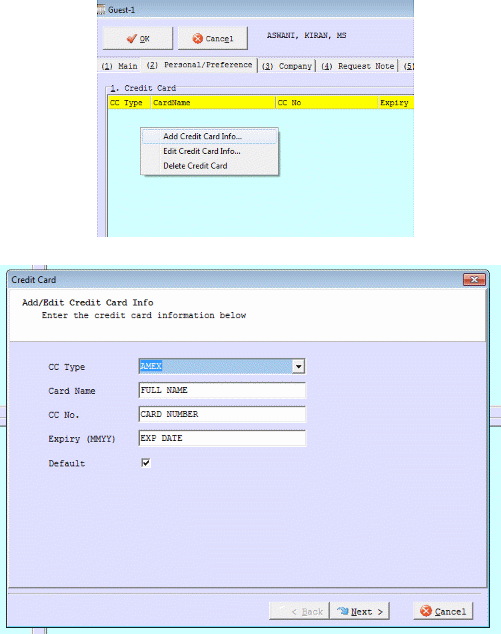 Guest-1
OK Cancel ASWANI, KIRAN, MS
(1) Main (2) Personal/Preference (3) Company (4) Request Note (5)
1. Credit Card
CC Type CardName CC No Expiry
Add Credit Card Info...
Edit Credit Card Info...
Delete Credit Card
Credit Card
Add/Edit Credit Card Info
Enter the credit card information below
CC Type AMEX
Card Name FULL NAME
CC No. CARD NUMBER
Expiry (MMYY) EXP DATE
Default
< Back Next > Cancel